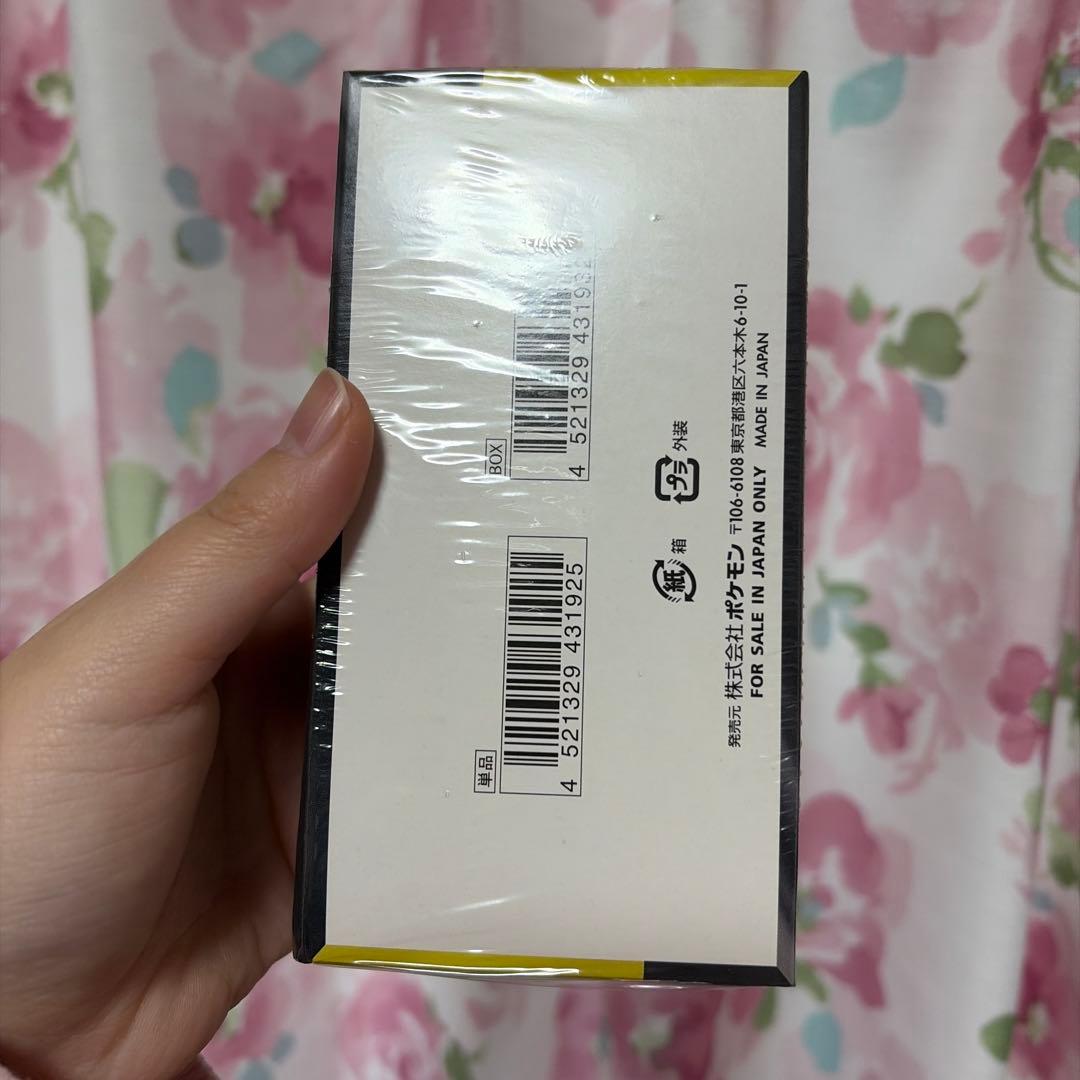 BOX
4 521329 43193
単品
4 521329 431925
紙 箱
プラ 外装
発売元 株式会社ポケモン 〒106-6108 東京都港区六本木6-10-1
FOR SALE IN JAPAN ONLY MADE IN JAPAN